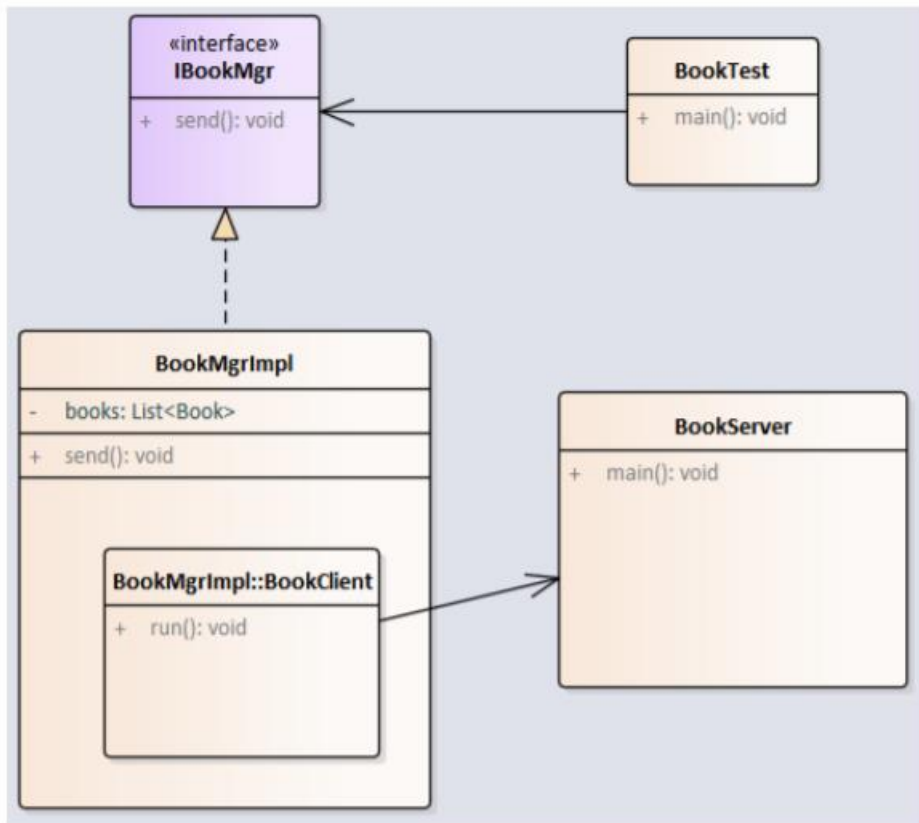 «interface»
IBookMgr
+ send(): void
BookTest
+ main(): void
BookMgrImpl
- books: List<Book>
+ send(): void
BookMgrImpl::BookClient
+ run(): void
BookServer
+ main(): void